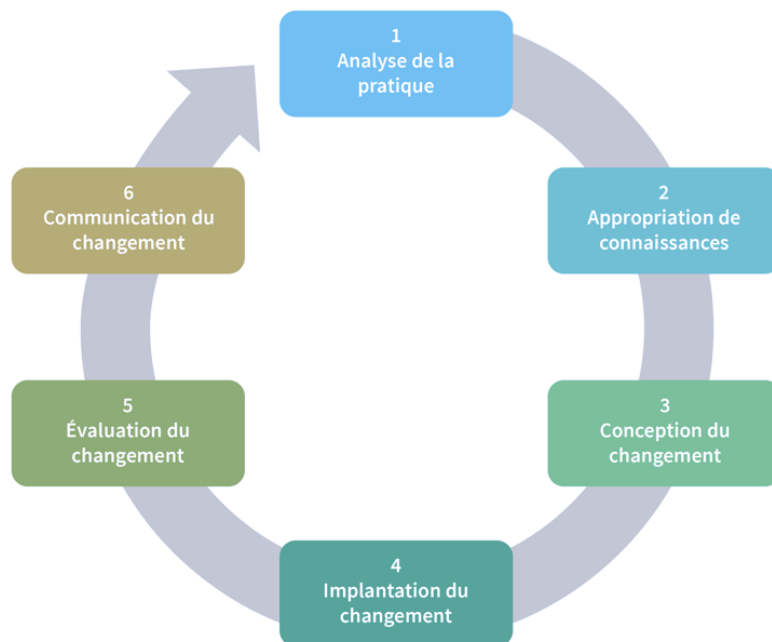 1
Analyse de la
pratique
2
Appropriation de
connaissances
3
Conception du
changement
4
Implantation du
changement
5
Évaluation du
changement
6
Communication du
changement